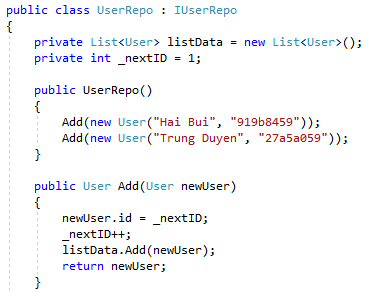 public class UserRepo : IUserRepo
{
    private List<User> listData = new List<User>();
    private int _nextID = 1;

    public UserRepo()
    {
        Add(new User("Hai Bui", "919b8459"));
        Add(new User("Trung Duyen", "27a5a059"));
    }

    public User Add(User newUser)
    {
        newUser.id = _nextID;
        _nextID++;
        listData.Add(newUser);
        return newUser;
    }